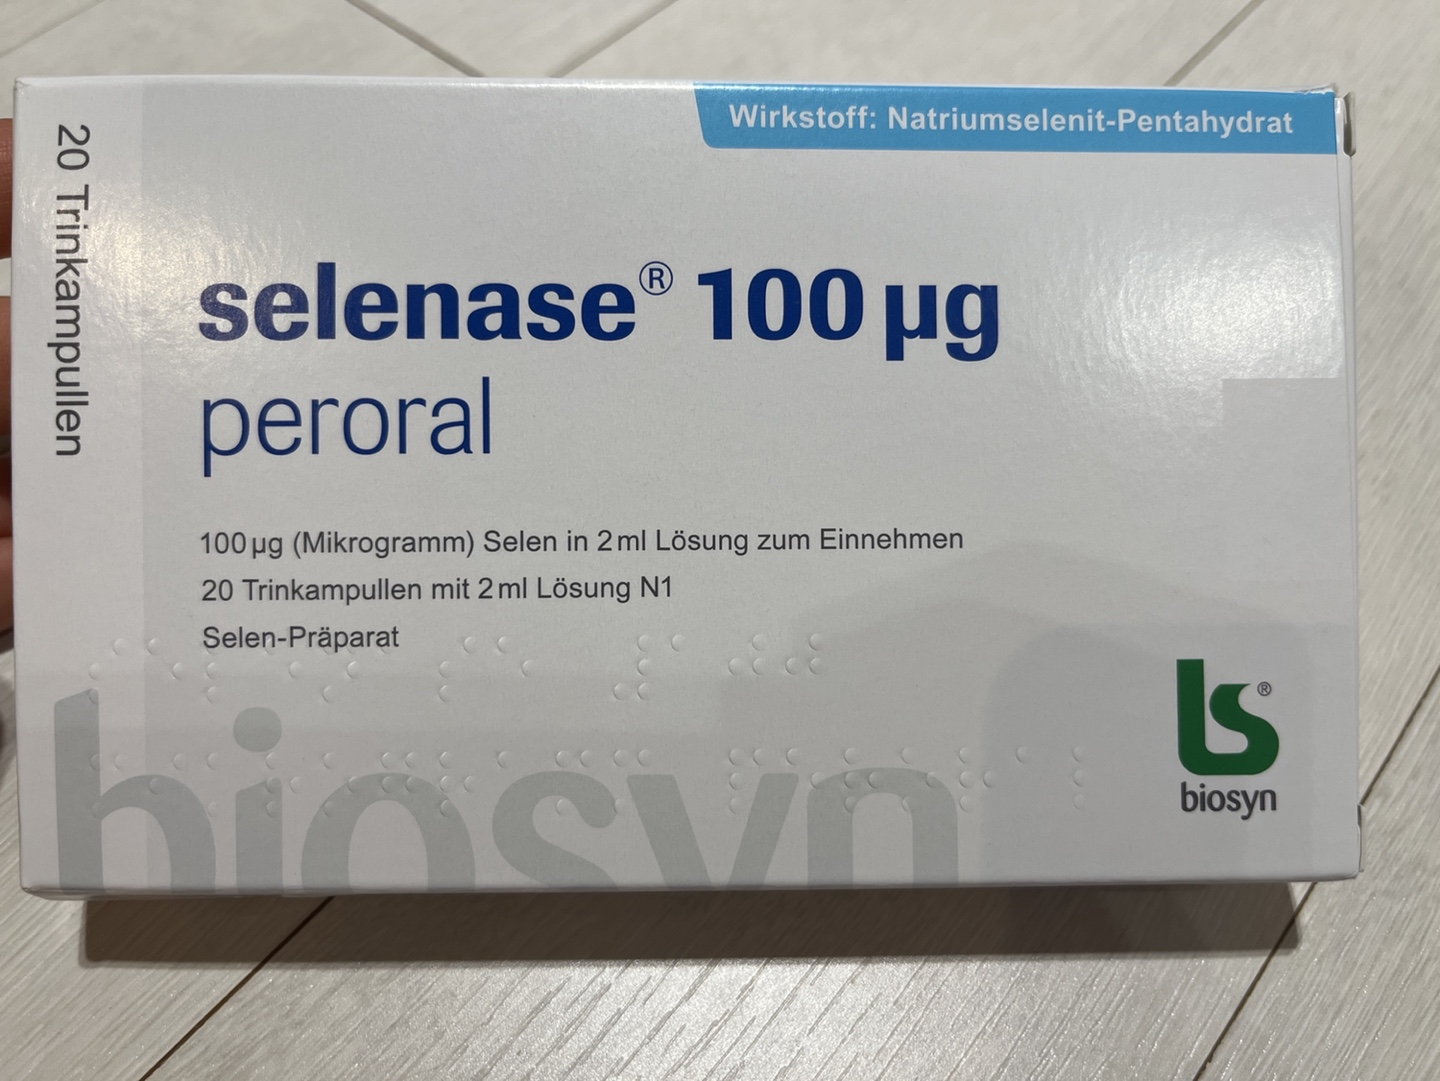 Wirkstoff: Natriumselenit-Pentahydrat
20 Trinkampullen
selenase® 100 µg
peroral
100 µg (Mikrogramm) Selen in 2 ml Lösung zum Einnehmen
20 Trinkampullen mit 2 ml Lösung N1
Selen-Präparat
biosyn
ls®
biosyn